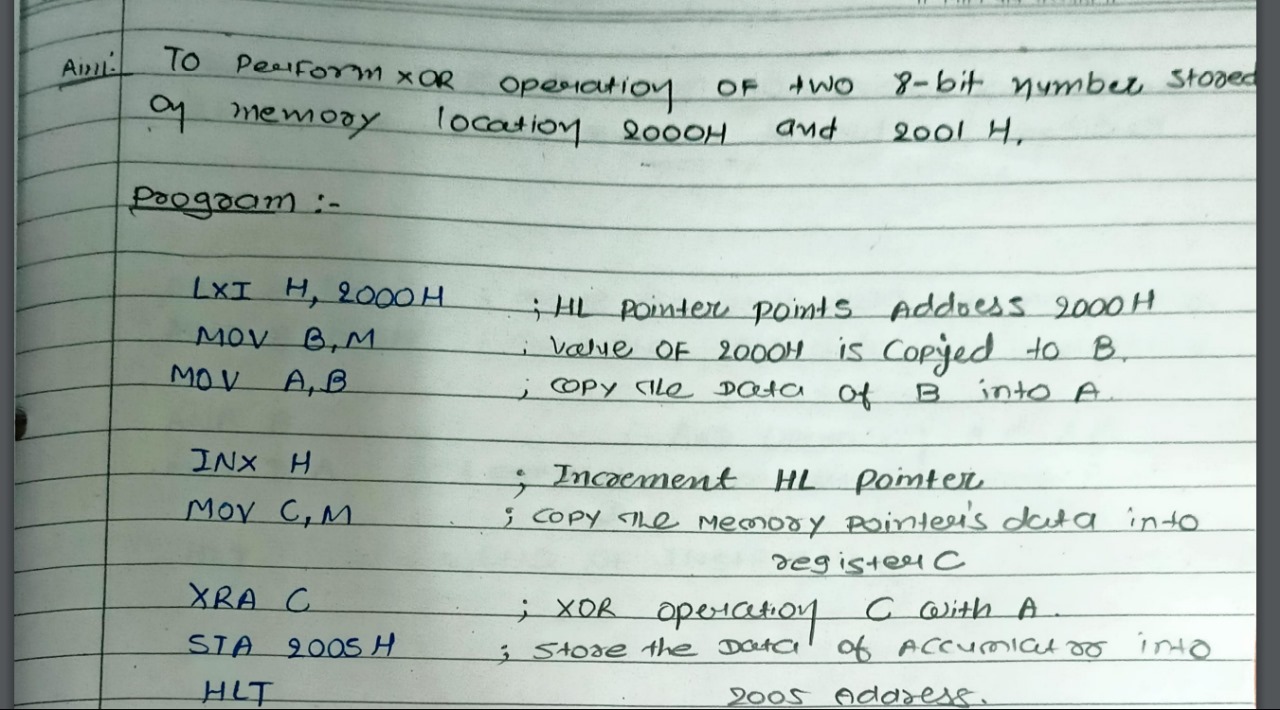 Aim: To Perform XOR operation OF two 8-bit number stored
on memory location 2000H and 2001 H.
Program :-
LXI H, 2000H ; HL pointer points Address 2000H
MOV B,M ; Value OF 2000H is Copied to B.
MOV A,B ; COPY the Data of B into A.
INX H ; Increment HL pointer
MOV C,M ; COPY the Memory pointer's data into
register C
XRA C ; XOR operation C with A.
STA 2005H ; Store the Data of Accumlator into
HLT 2005 Address.